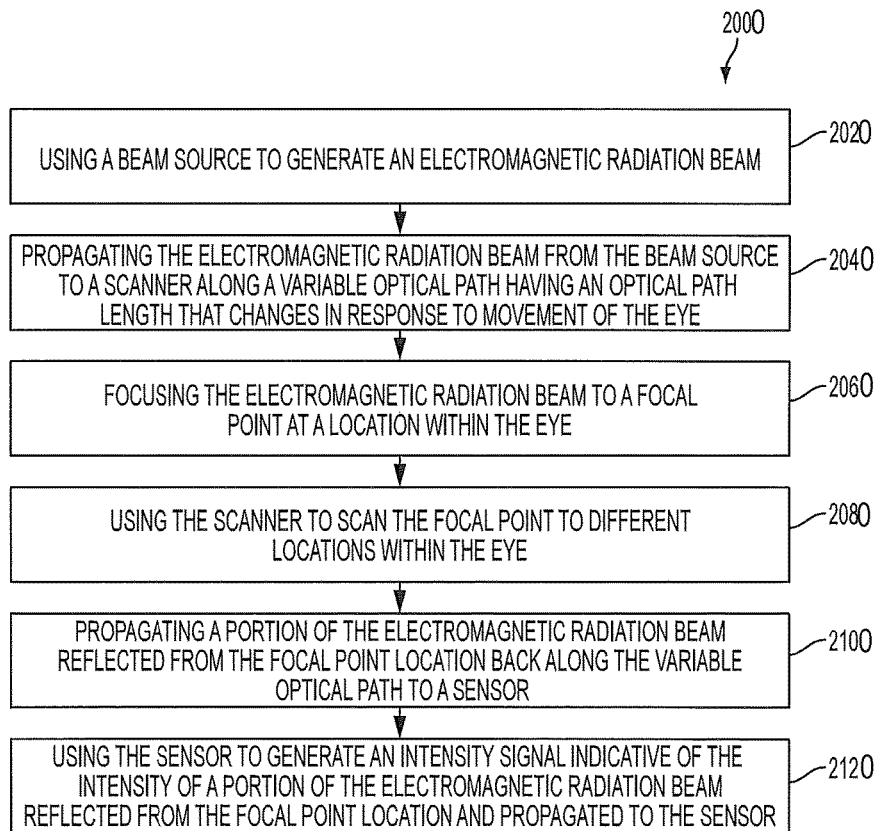 2000
USING A BEAM SOURCE TO GENERATE AN ELECTROMAGNETIC RADIATION BEAM
2020
PROPAGATING THE ELECTROMAGNETIC RADIATION BEAM FROM THE BEAM SOURCE
TO A SCANNER ALONG A VARIABLE OPTICAL PATH HAVING AN OPTICAL PATH
LENGTH THAT CHANGES IN RESPONSE TO MOVEMENT OF THE EYE
2040
FOCUSING THE ELECTROMAGNETIC RADIATION BEAM TO A FOCAL
POINT AT A LOCATION WITHIN THE EYE
2060
USING THE SCANNER TO SCAN THE FOCAL POINT TO DIFFERENT
LOCATIONS WITHIN THE EYE
2080
PROPAGATING A PORTION OF THE ELECTROMAGNETIC RADIATION BEAM
REFLECTED FROM THE FOCAL POINT LOCATION BACK ALONG THE VARIABLE
OPTICAL PATH TO A SENSOR
2100
USING THE SENSOR TO GENERATE AN INTENSITY SIGNAL INDICATIVE OF THE
INTENSITY OF A PORTION OF THE ELECTROMAGNETIC RADIATION BEAM
REFLECTED FROM THE FOCAL POINT LOCATION AND PROPAGATED TO THE SENSOR
2120